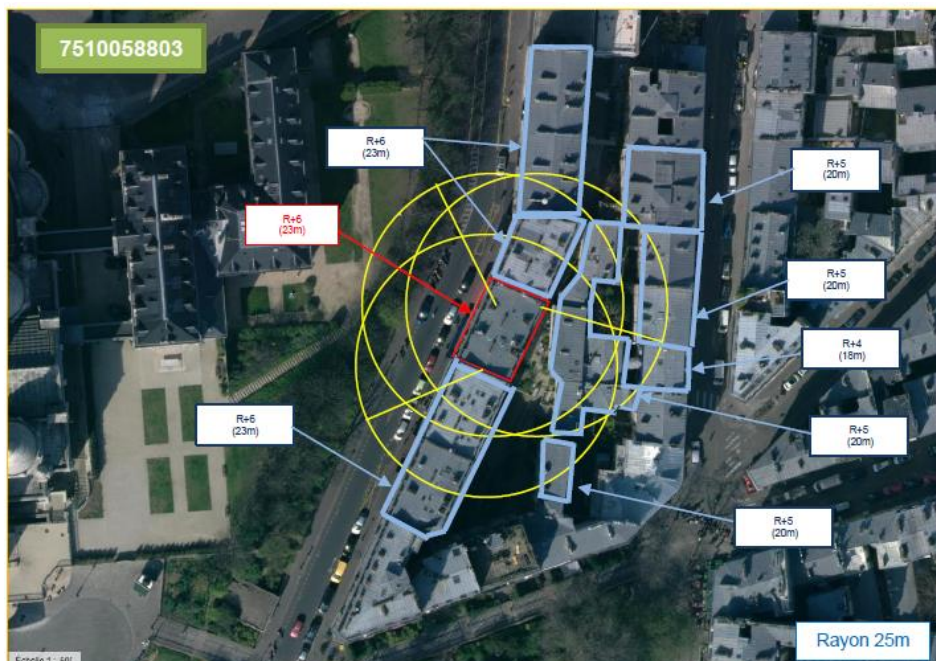 7510058803
R+6
(23m)
R+5
(20m)
R+6
(23m)
R+5
(20m)
R+4
(18m)
R+6
(23m)
R+5
(20m)
R+5
(20m)
Rayon 25m